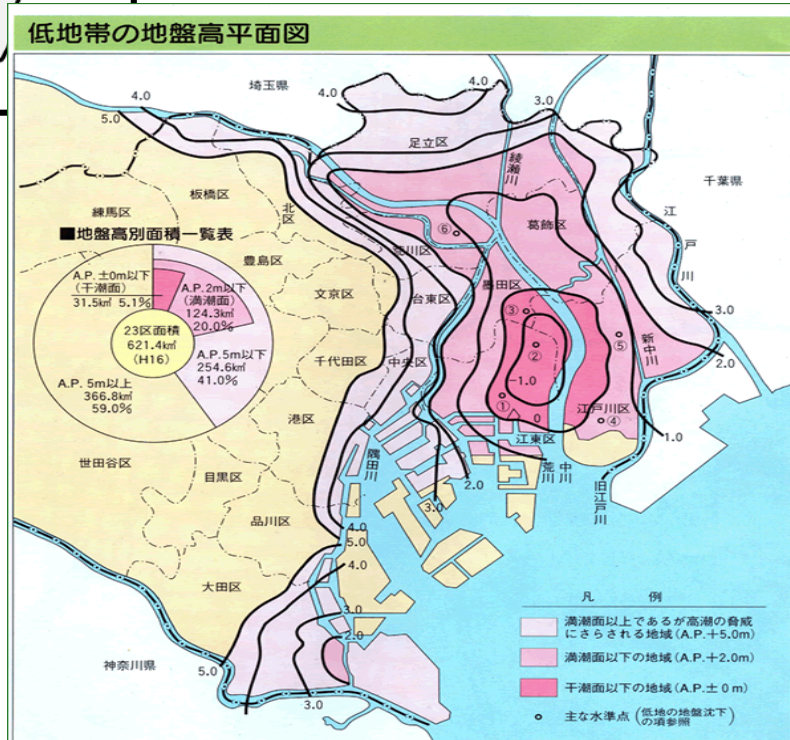 低地帯の地盤高平面図
埼玉県
4.0
5.0
4.0
4.0
3.0
足立区
綾瀬川
千葉県
江戸川
板橋区
練馬区
北区
■地盤高別面積一覧表
豊島区
荒川区
⑥
葛飾区
A.P.±0m以下
(干潮面)
31.5k㎡ 5.1%
A.P.2m以下
(満潮面)
124.3k㎡
20.0%
23区面積
621.4k㎡
(H16)
A.P.5m以下
254.6k㎡
41.0%
A.P. 5m以上
366.8k㎡
59.0%
文京区
台東区
墨田区
③
②
①
-1.0
0
⑤
④
新中川
3.0
2.0
1.0
千代田区
中央区
港区
江戸川区
江東区
荒川
中川
旧江戸川
隅田川
2.0
3.0
世田谷区
目黒区
品川区
大田区
4.0
5.0
4.0
3.0
2.0
神奈川県
5.0
3.0
凡 例
満潮面以上であるが高潮の脅威
にさらされる地域(A.P.+5.0m)
満潮面以下の地域(A.P.+2.0m)
干潮面以下の地域(A.P.±0m)
主な水準点(低地の地盤沈下
の項参照)